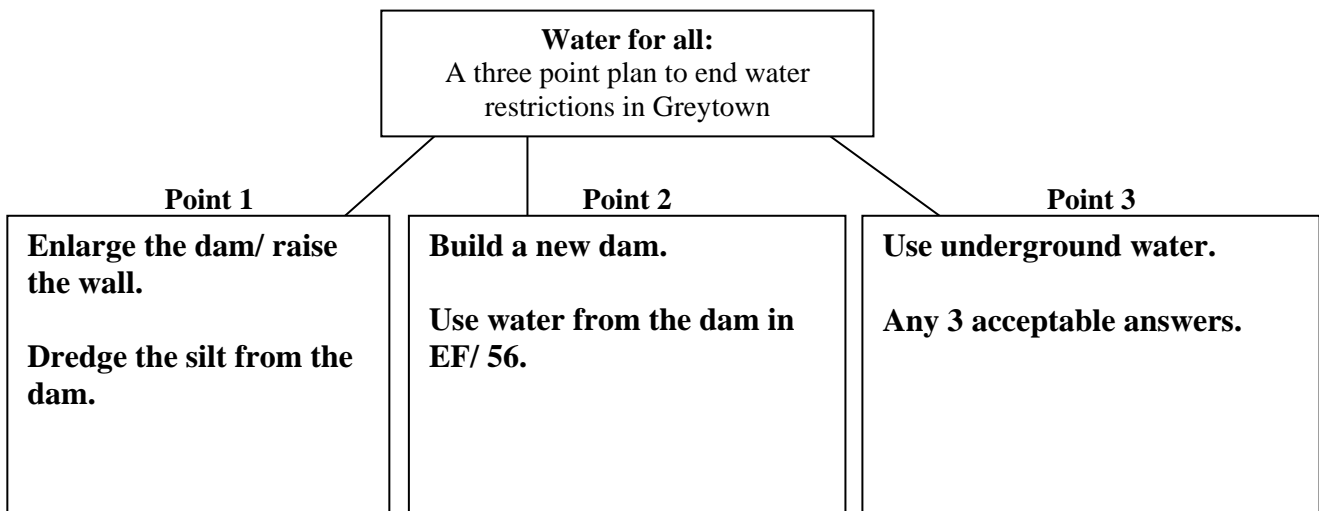 Water for all:
A three point plan to end water
restrictions in Greytown
Point 1
Enlarge the dam/ raise
the wall.
Dredge the silt from the
dam.
Point 2
Build a new dam.
Use water from the dam in
EF/ 56.
Point 3
Use underground water.
Any 3 acceptable answers.